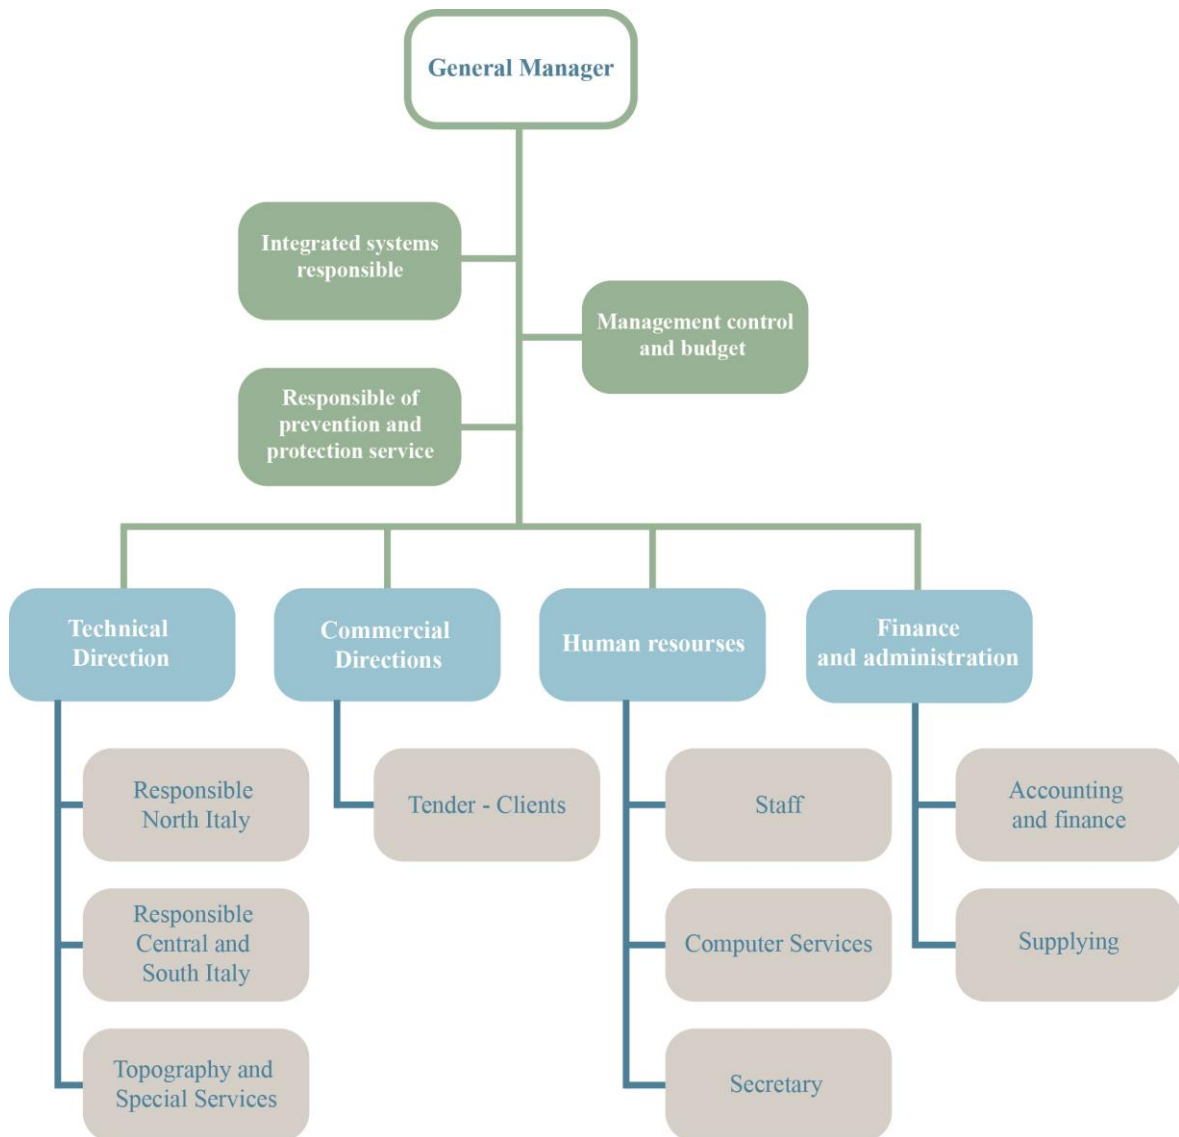 General Manager
Integrated systems
responsible
Management control
and budget
Responsible of
prevention and
protection service
Technical
Direction
Commercial
Directions
Human resourses
Finance
and administration
Responsible
North Italy
Tender - Clients
Staff
Accounting
and finance
Responsible
Central and
South Italy
Computer Services
Supplying
Topography and
Special Services
Secretary